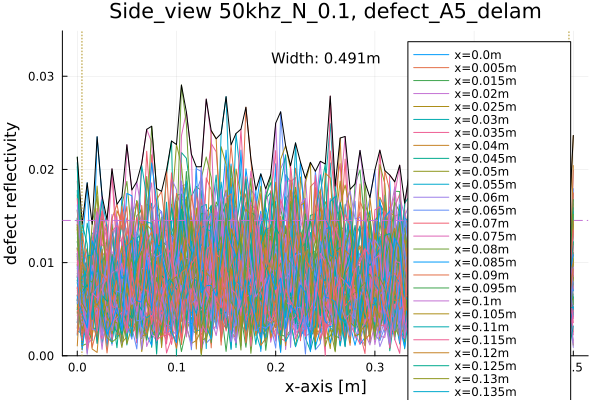 Side_view 50khz_N_0.1, defect_A5_delam
Width: 0.491m
defect reflectivity
0.03
0.02
0.01
0.00
0.0
0.1
0.2
0.3
.5
x-axis [m]
x=0.0m
x=0.005m
x=0.015m
x=0.02m
x=0.025m
x=0.03m
x=0.035m
x=0.04m
x=0.045m
x=0.05m
x=0.055m
x=0.06m
x=0.065m
x=0.07m
x=0.075m
x=0.08m
x=0.085m
x=0.09m
x=0.095m
x=0.1m
x=0.105m
x=0.11m
x=0.115m
x=0.12m
x=0.125m
x=0.13m
x=0.135m